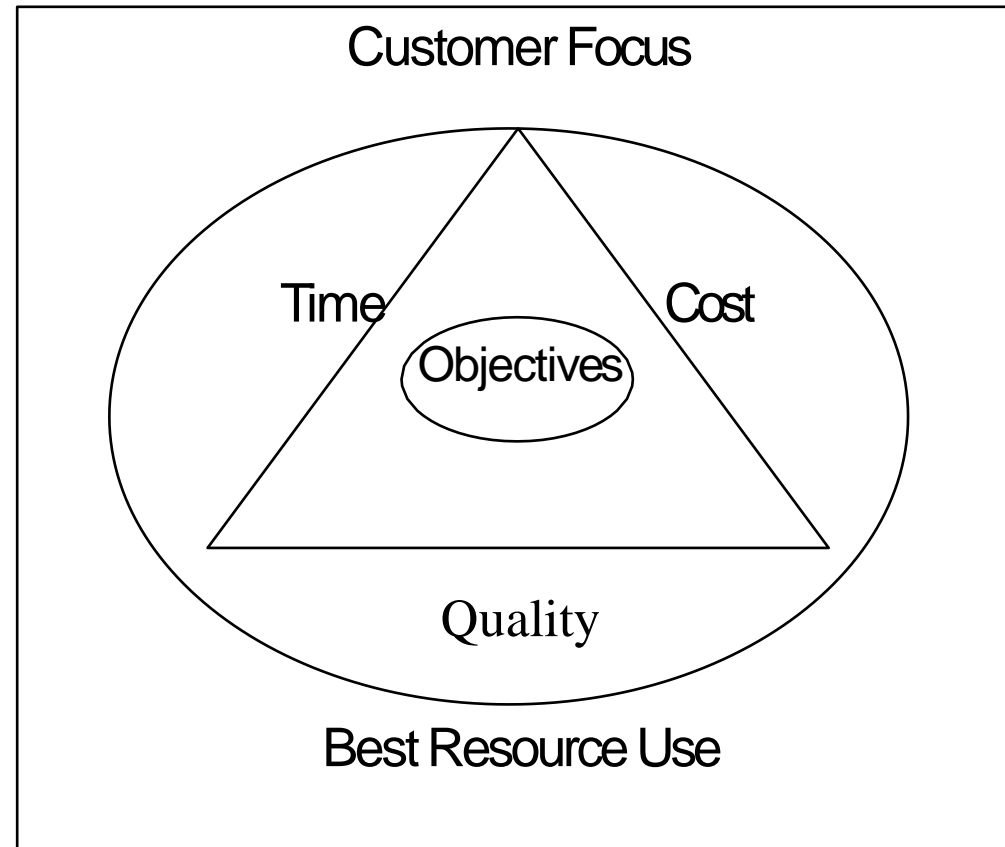 Customer Focus
Time
Cost
Objectives
Quality
Best Resource Use